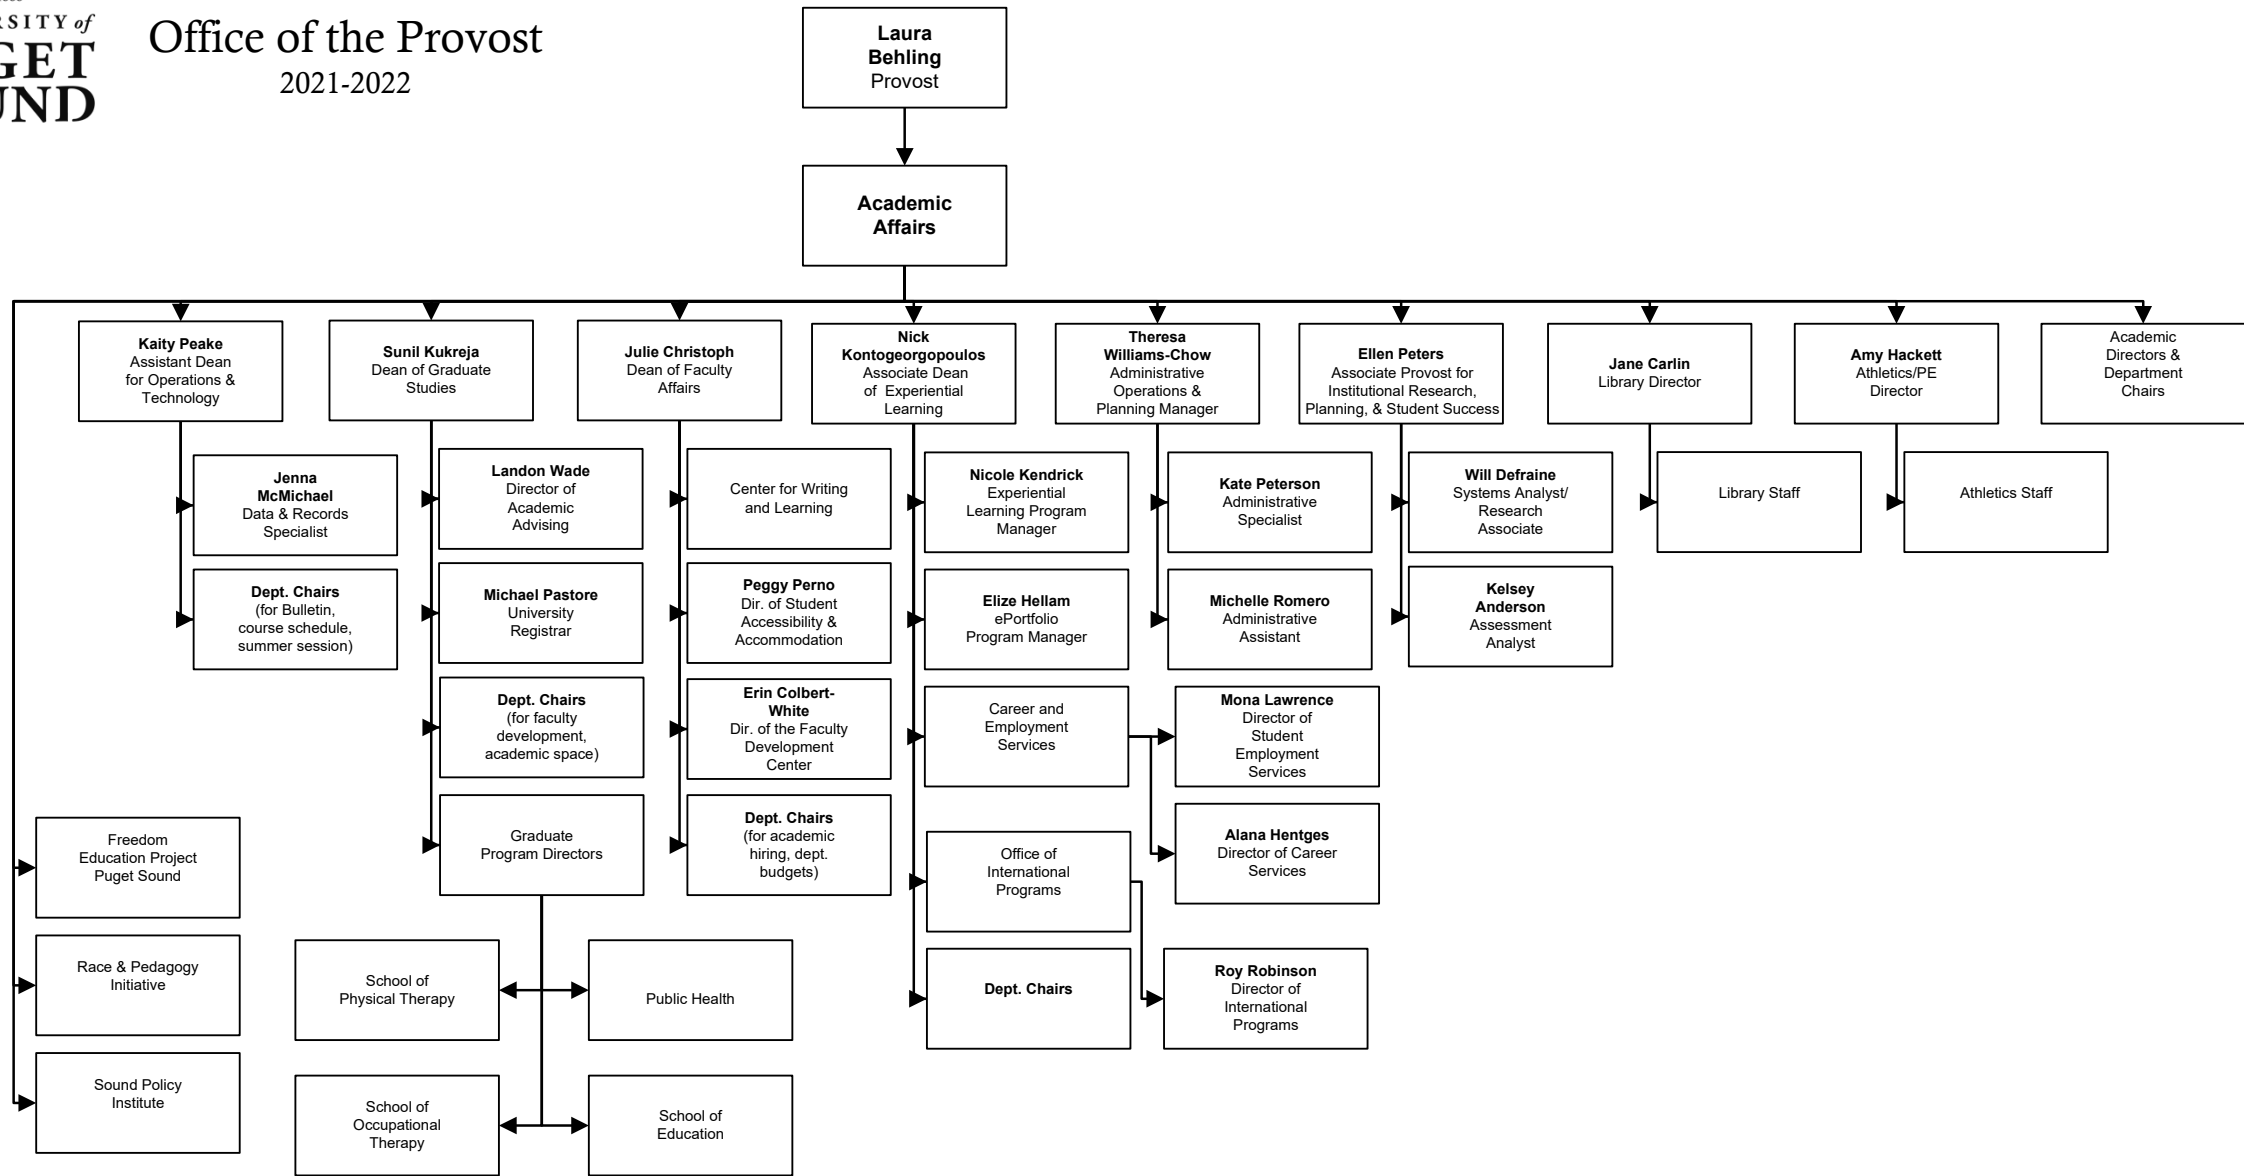 RSITY of
GET
UND
Office of the Provost
2021-2022
Laura
Behling
Provost
Academic
Affairs
Kaity Peake
Assistant Dean
for Operations &
Technology
Sunil Kukreja
Dean of Graduate
Studies
Julie Christoph
Dean of Faculty
Affairs
Nick
Kontogeorgopoulos
Associate Dean
of Experiential
Learning
Theresa
Williams-Chow
Administrative
Operations &
Planning Manager
Ellen Peters
Associate Provost for
Institutional Research,
Planning, & Student Success
Jane Carlin
Library Director
Amy Hackett
Athletics/PE
Director
Academic
Directors &
Department
Chairs
Jenna
McMichael
Data & Records
Specialist
Landon Wade
Director of
Academic
Advising
Center for Writing
and Learning
Nicole Kendrick
Experiential
Learning Program
Manager
Kate Peterson
Administrative
Specialist
Will Defraine
Systems Analyst/
Research
Associate
Library Staff
Athletics Staff
Dept. Chairs
(for Bulletin,
course schedule,
summer session)
Michael Pastore
University
Registrar
Peggy Perno
Dir. of Student
Accessibility &
Accommodation
Elize Hellam
ePortfolio
Program Manager
Michelle Romero
Administrative
Assistant
Kelsey
Anderson
Assessment
Analyst
Dept. Chairs
(for faculty
development,
academic space)
Erin Colbert-
White
Dir. of the Faculty
Development
Center
Career and
Employment
Services
Mona Lawrence
Director of
Student
Employment
Services
Freedom
Education Project
Puget Sound
Graduate
Program Directors
Dept. Chairs
(for academic
hiring, dept.
budgets)
Office of
International
Programs
Alana Hentges
Director of Career
Services
Race & Pedagogy
Initiative
School of
Physical Therapy
Public Health
Dept. Chairs
Roy Robinson
Director of
International
Programs
Sound Policy
Institute
School of
Occupational
Therapy
School of
Education